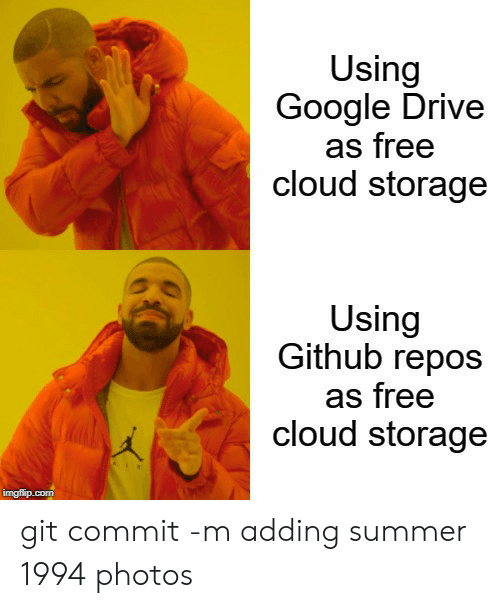 Using
Google Drive
as free
cloud storage
Using
Github repos
as free
cloud storage
imgflip.com
git commit -m adding summer
1994 photos